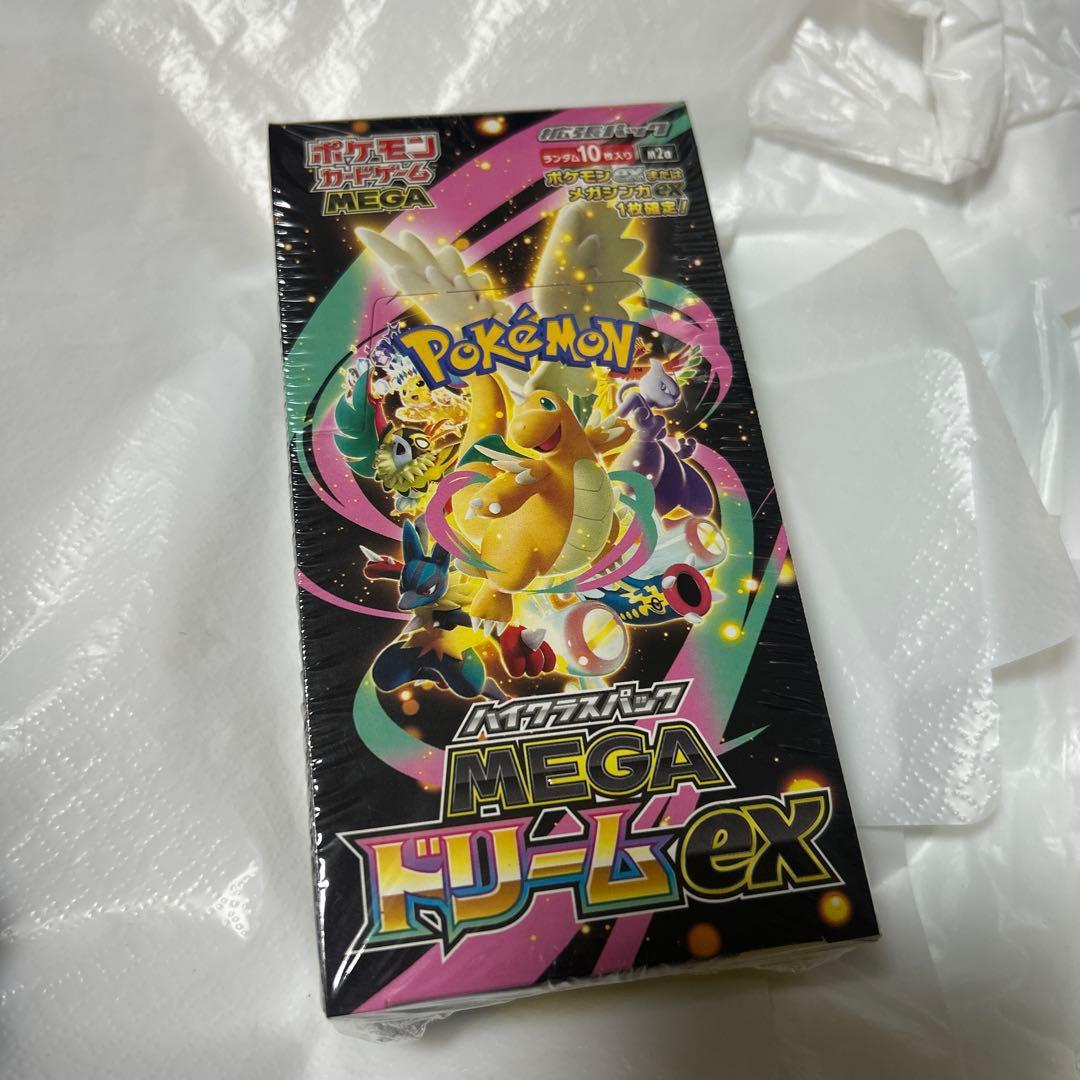 ポケモン
カードゲーム
MEGA
拡張パック
ランダム10枚入り m2a
ポケモンexまたは
メガシンカex
1枚確定!
POKéMON
TM
ハイクラスパック
MEGA
ドリームex